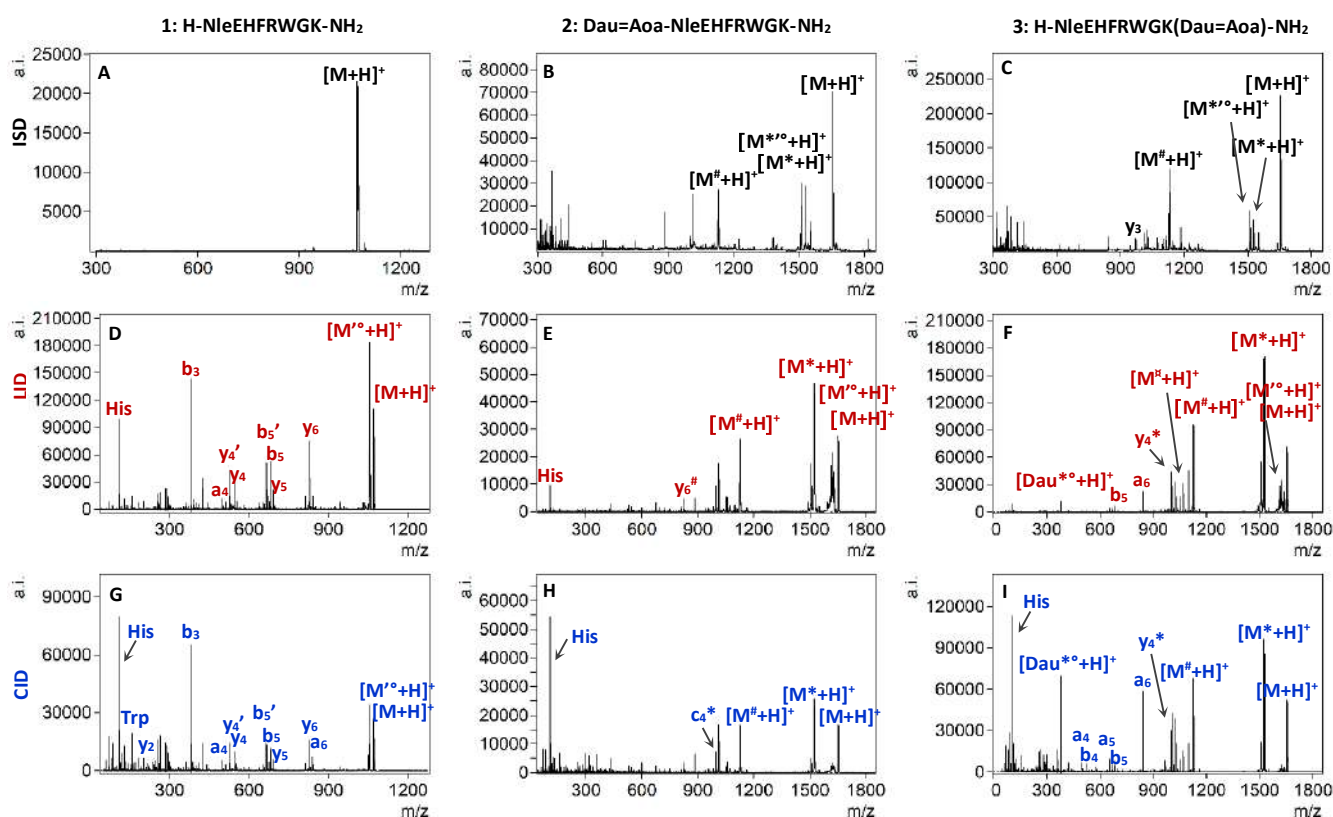 1: H-NleEHFRWGK-NH₂
2: Dau=Aoa-NleEHFRWGK-NH₂
3: H-NleEHFRWGK(Dau=Aoa)-NH₂
ISD
a.i.
25000
20000
15000
10000
5000
A
[M+H]⁺
300 600 900 1200
m/z
a.i.
80000
70000
60000
50000
40000
30000
20000
10000
0
B
[M+H]⁺
[M*′°+H]⁺
[M*+H]⁺
[M#+H]⁺
300 600 900 1200 1500 1800
m/z
a.i.
250000
200000
150000
100000
50000
0
C
[M+H]⁺
[M*′°+H]⁺
[M*+H]⁺
[M#+H]⁺
y₃
300 600 900 1200 1500 1800
m/z
LID
a.i.
210000
180000
150000
120000
90000
60000
30000
0
D
[M′°+H]⁺
b₃
[M+H]⁺
His
b₅′
y₆
y₄′
b₅
a₄
y₄
y₅
300 600 900 1200
m/z
a.i.
70000
60000
50000
40000
30000
20000
10000
0
E
[M*+H]⁺
[M′°+H]⁺
[M#+H]⁺
[M+H]⁺
His
y₆#
0 300 600 900 1200 1500 1800
m/z
a.i.
210000
180000
150000
120000
90000
60000
30000
0
F
[M*+H]⁺
[M¤+H]⁺
[M′°+H]⁺
[M#+H]⁺
[M+H]⁺
y₄*
[Dau*°+H]⁺
a₆
b₅
0 300 600 900 1200 1500 1800
m/z
CID
a.i.
90000
60000
30000
0
G
His
b₃
[M′°+H]⁺
[M+H]⁺
Trp
b₅′
y₄′
y₆
y₂
a₄
y₄
b₅
y₅
a₆
300 600 900 1200
m/z
a.i.
60000
50000
40000
30000
20000
10000
0
H
His
[M*+H]⁺
c₄*
[M#+H]⁺
[M+H]⁺
0 300 600 900 1200 1500 1800
m/z
a.i.
120000
90000
60000
30000
0
I
His
[M*+H]⁺
y₄*
[Dau*°+H]⁺
[M#+H]⁺
a₆
[M+H]⁺
a₄
a₅
b₄
b₅
0 300 600 900 1200 1500 1800
m/z